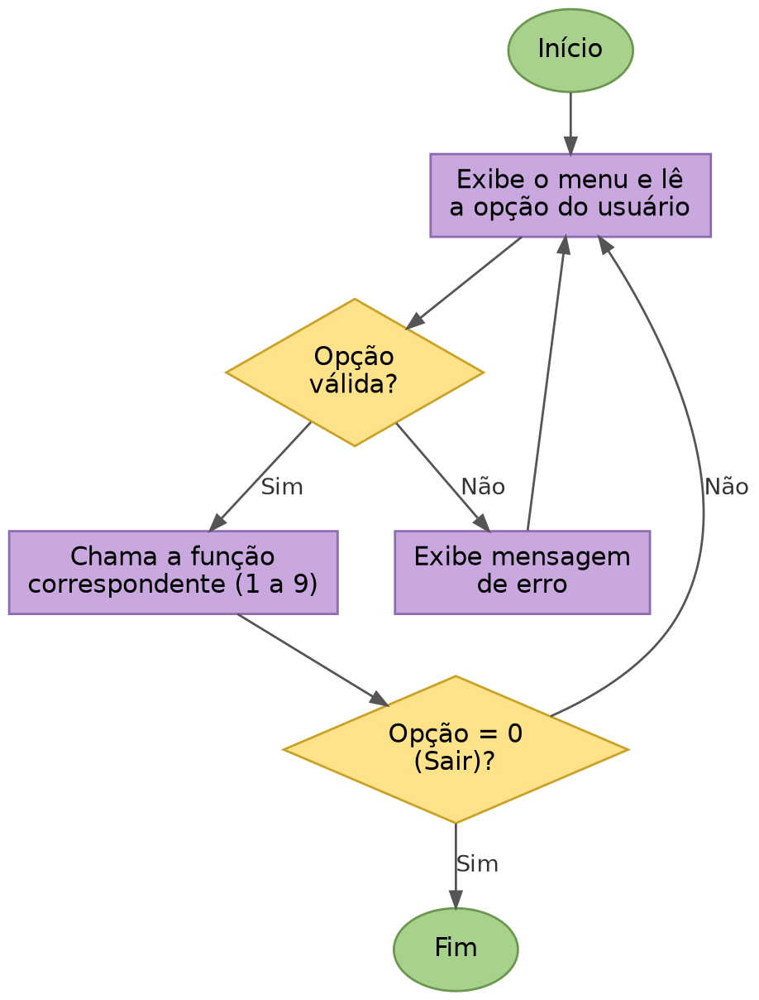 Início
Exibe o menu e lê
a opção do usuário
Opção
válida?
Sim
Não
Não
Chama a função
correspondente (1 a 9)
Exibe mensagem
de erro
Opção = 0
(Sair)?
Sim
Fim